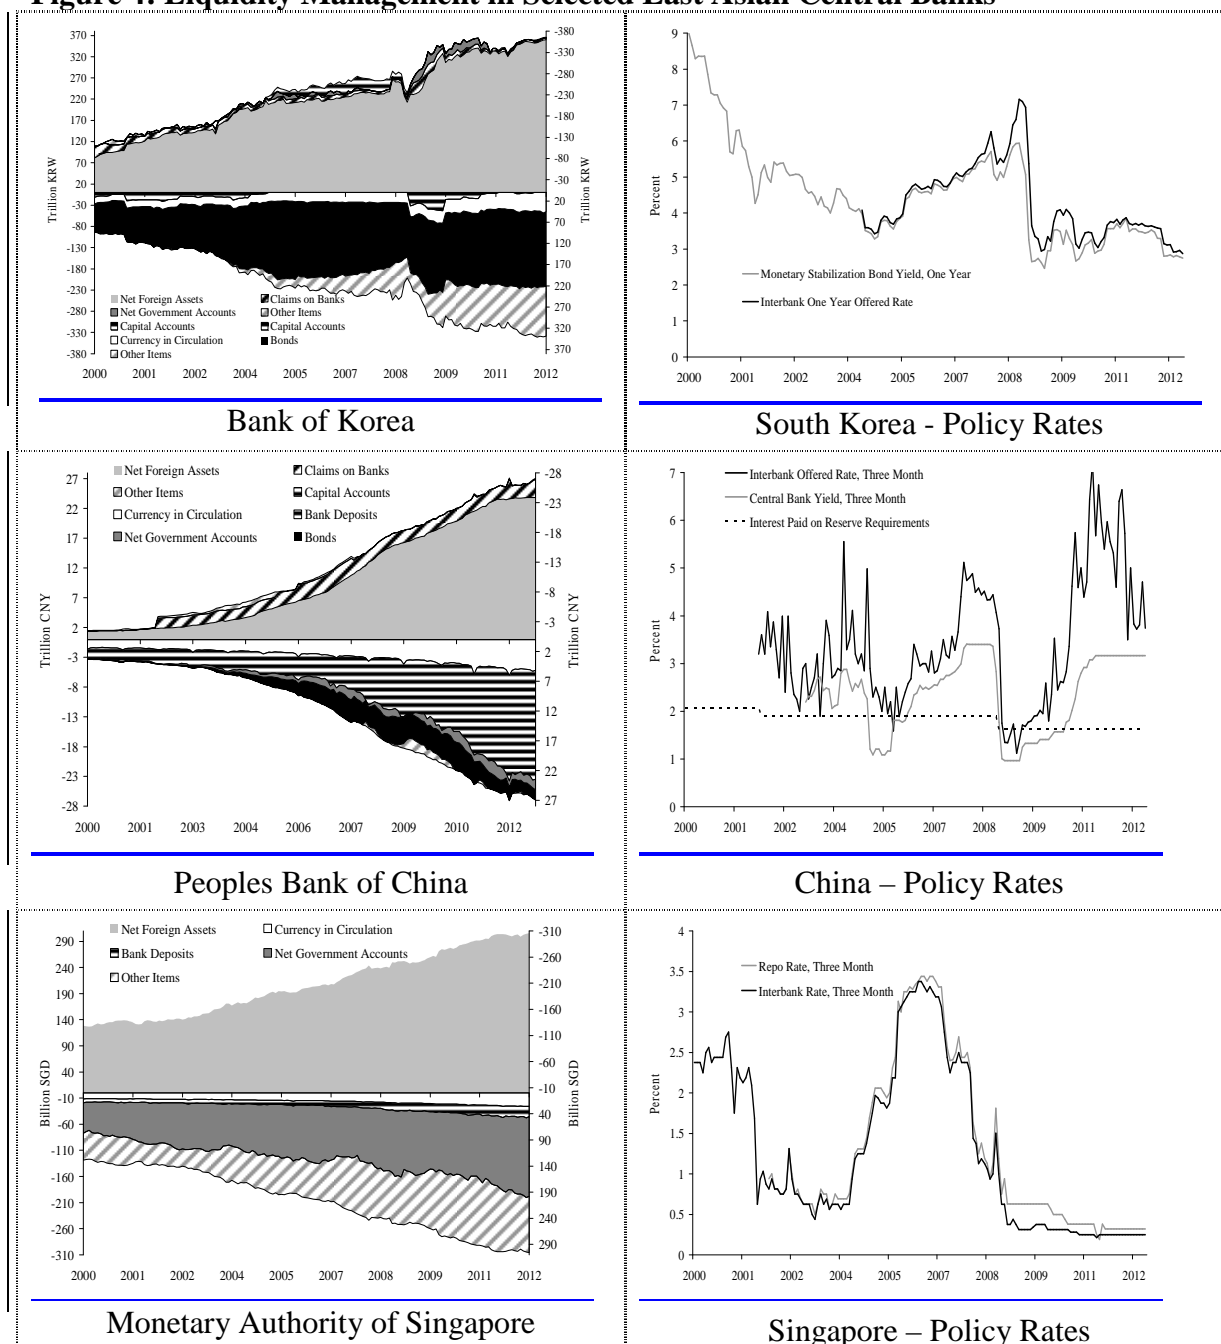 Figure 4: Liquidity Management in Selected East Asian Central Banks
370
320
270
220
170
120
70
20
-30
-80
-130
-180
-230
-280
-330
-380
Trillion KRW
-380
-330
-280
-230
-180
-130
-80
-30
20
70
120
170
220
270
320
370
Trillion KRW
Net Foreign Assets
Claims on Banks
Net Government Accounts
Other Items
Capital Accounts
Capital Accounts
Currency in Circulation
Bonds
Other Items
2000 2001 2002 2004 2005 2007 2008 2009 2011 2012
Bank of Korea
9
8
7
6
5
4
3
2
1
0
Percent
Monetary Stabilization Bond Yield, One Year
Interbank One Year Offered Rate
2000 2001 2002 2004 2005 2007 2008 2009 2011 2012
South Korea - Policy Rates
Net Foreign Assets
Claims on Banks
Other Items
Capital Accounts
Currency in Circulation
Bank Deposits
Net Government Accounts
Bonds
27
22
17
12
7
2
-3
-8
-13
-18
-23
-28
Trillion CNY
-28
-23
-18
-13
-8
-3
2
7
12
17
22
27
Trillion CNY
2000 2001 2003 2004 2006 2007 2009 2010 2012
Peoples Bank of China
7
6
5
4
3
2
1
0
Percent
Interbank Offered Rate, Three Month
Central Bank Yield, Three Month
Interest Paid on Reserve Requirements
2000 2001 2002 2004 2005 2007 2008 2009 2011 2012
China – Policy Rates
Net Foreign Assets
Currency in Circulation
Bank Deposits
Net Government Accounts
Other Items
290
240
190
140
90
40
-10
-60
-110
-160
-210
-260
-310
Billion SGD
-310
-260
-210
-160
-110
-60
-10
40
90
140
190
240
290
Billion SGD
2000 2001 2002 2004 2005 2007 2008 2009 2011 2012
Monetary Authority of Singapore
4
3.5
3
2.5
2
1.5
1
0.5
0
Percent
Repo Rate, Three Month
Interbank Rate, Three Month
2000 2001 2002 2004 2005 2007 2008 2009 2011 2012
Singapore – Policy Rates